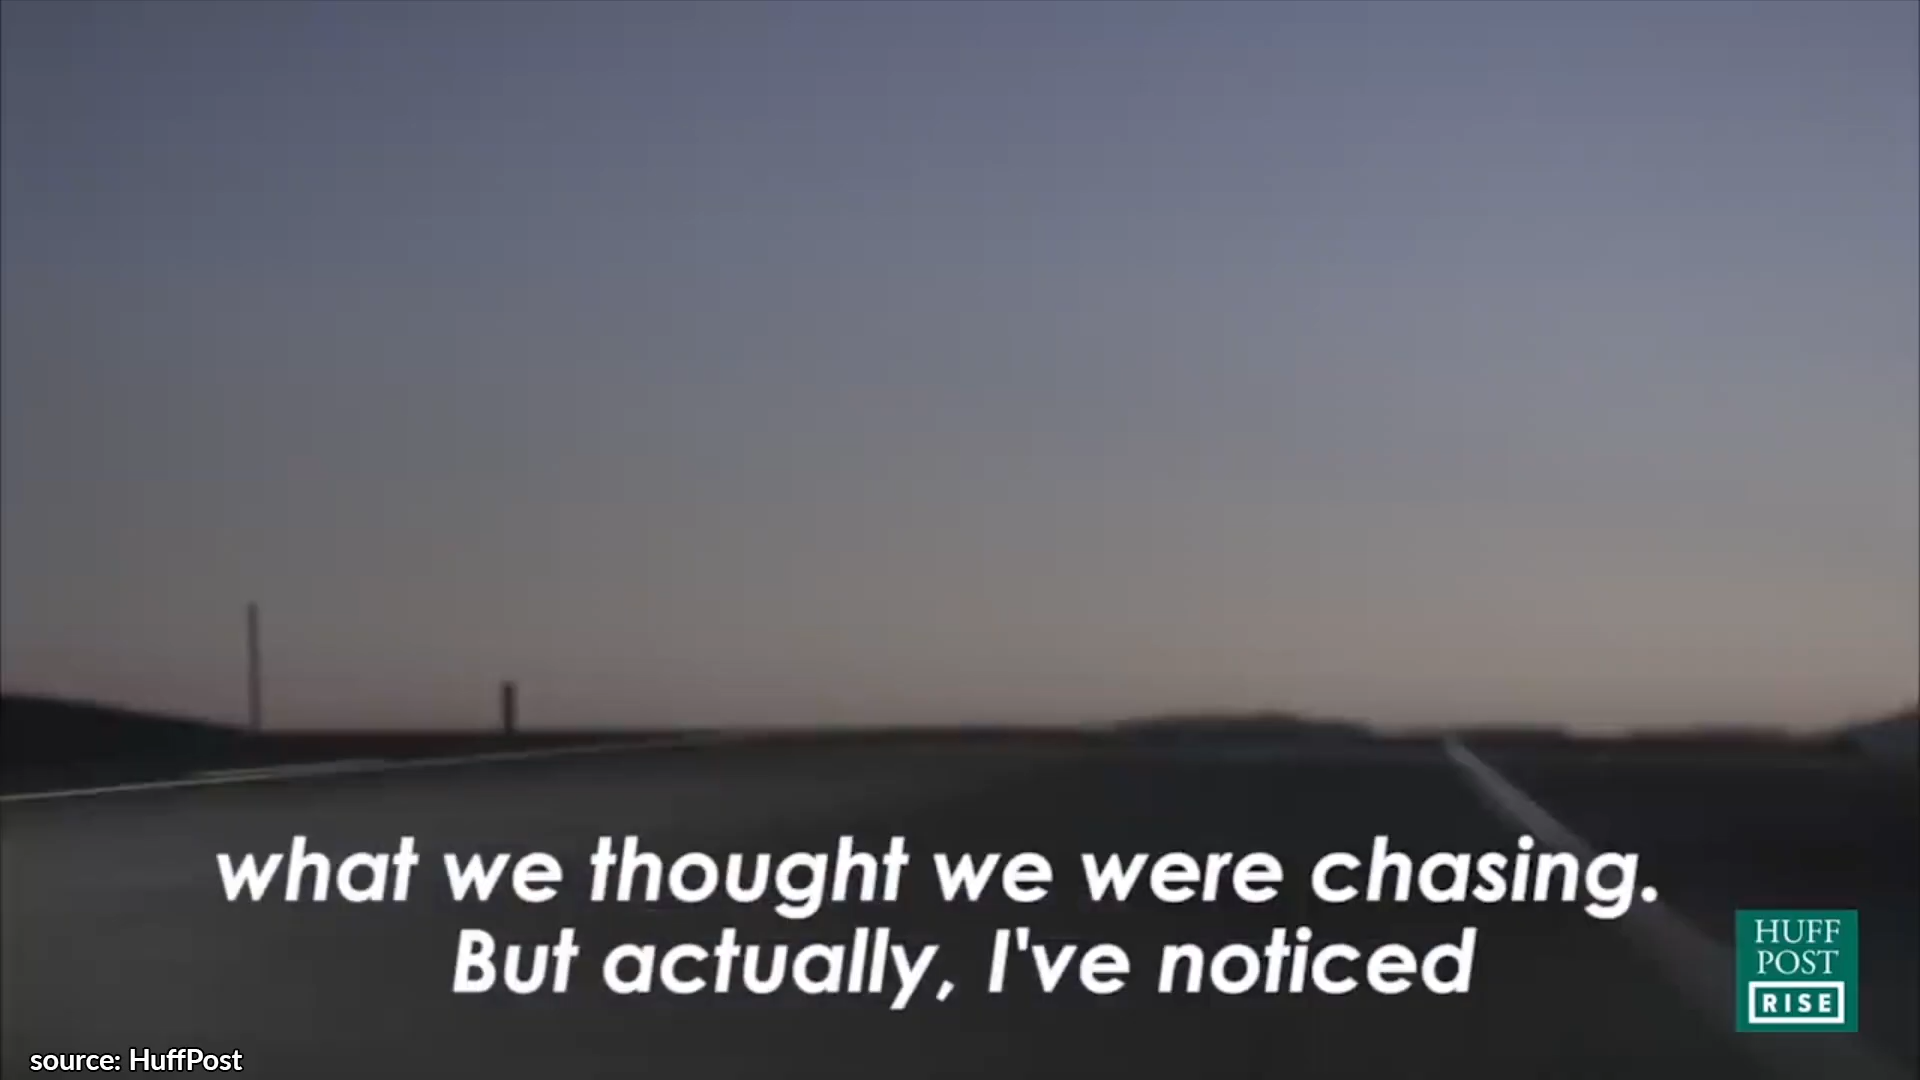 what we thought we were chasing.
But actually, I've noticed
HUFF
POST
RISE
source: HuffPost